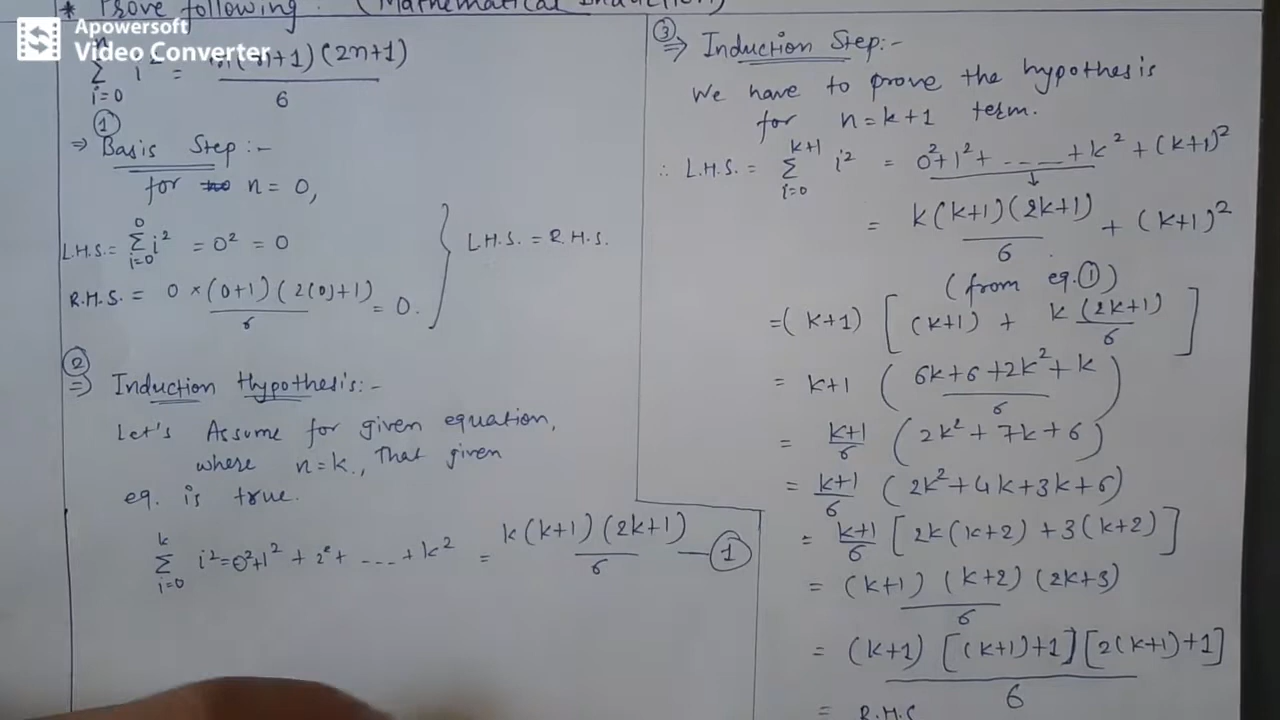 * Prove following : (Mathematical Induction)
Apowersoft
Video Converter
n
Σ i² = n(n+1)(2n+1)
i=0 6
①
⇒ Basis Step :-
for n = 0,
0
L.H.S. = Σ i² = 0² = 0
i=0
R.H.S. = 0 × (0+1) (2(0)+1) = 0.
6
L.H.S. = R.H.S.
②
⇒ Induction Hypothesis:-
Let's Assume for given equation,
where n=k., That given
eq. is true.
k
Σ i²=0²+1² + 2² + ... + k² = k(k+1)(2k+1) — ①
i=0 6
③
⇒ Induction Step:-
We have to prove the hypothesis
for n=k+1 term.
k+1
∴ L.H.S. = Σ i² = 0²+1²+ ---- +k² + (k+1)²
i=0
= k(k+1)(2k+1) + (k+1)²
6
(from eq.①)
=(k+1) [(k+1) + k(2k+1)]
6
= k+1 (6k+6+2k²+k)
6
= k+1 (2k²+7k+6)
6
= k+1 (2k²+4k+3k+6)
6
= k+1 [2k(k+2) +3(k+2)]
6
= (k+1) (k+2) (2k+3)
6
= (k+1) [(k+1)+1] [2(k+1)+1]
6
= R.H.S